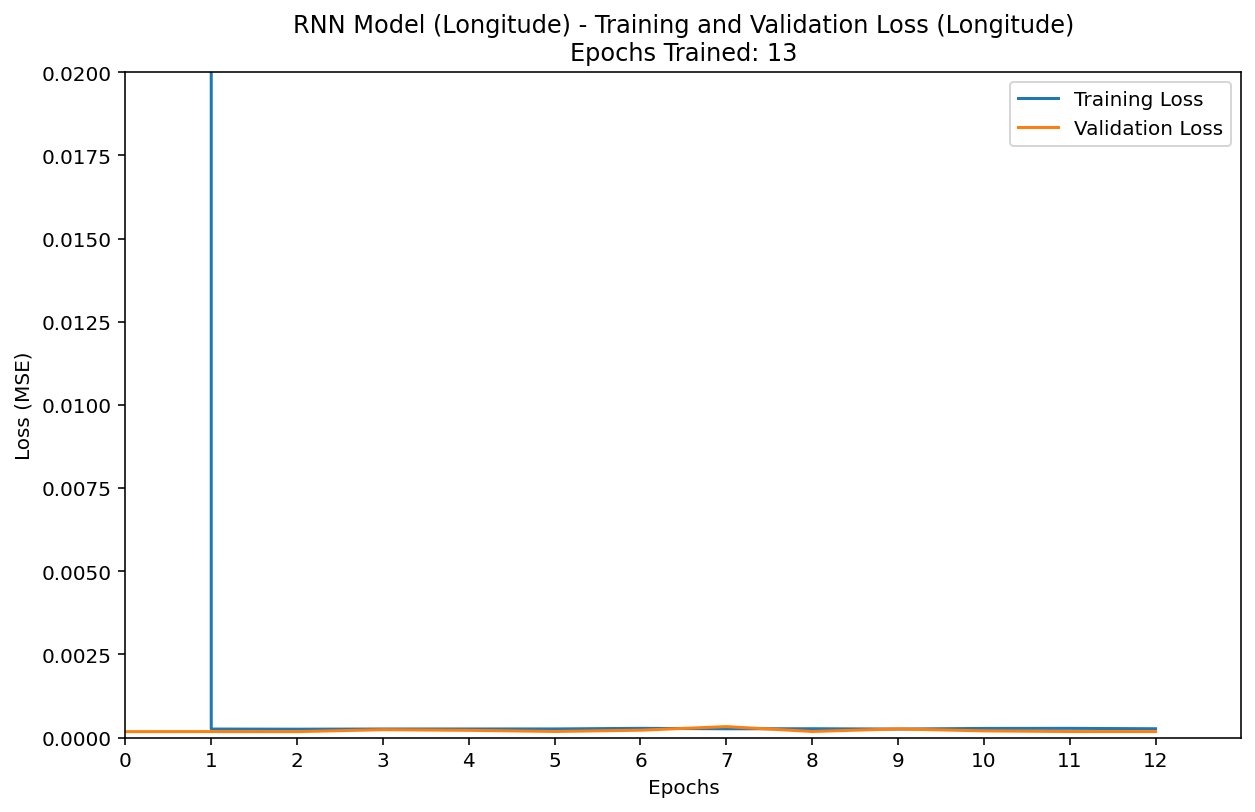 RNN Model (Longitude) - Training and Validation Loss (Longitude)
Epochs Trained: 13
Training Loss
Validation Loss
Loss (MSE)
0.0200
0.0175
0.0150
0.0125
0.0100
0.0075
0.0050
0.0025
0.0000
0 1 2 3 4 5 6 7 8 9 10 11 12
Epochs